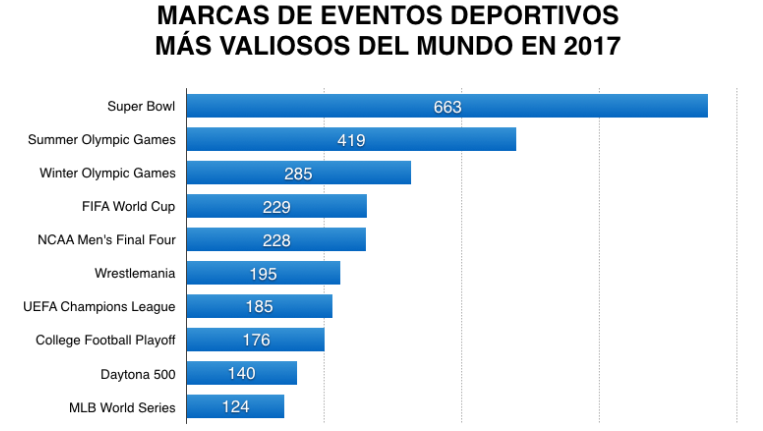 MARCAS DE EVENTOS DEPORTIVOS
MÁS VALIOSOS DEL MUNDO EN 2017
Super Bowl 663
Summer Olympic Games 419
Winter Olympic Games 285
FIFA World Cup 229
NCAA Men's Final Four 228
Wrestlemania 195
UEFA Champions League 185
College Football Playoff 176
Daytona 500 140
MLB World Series 124